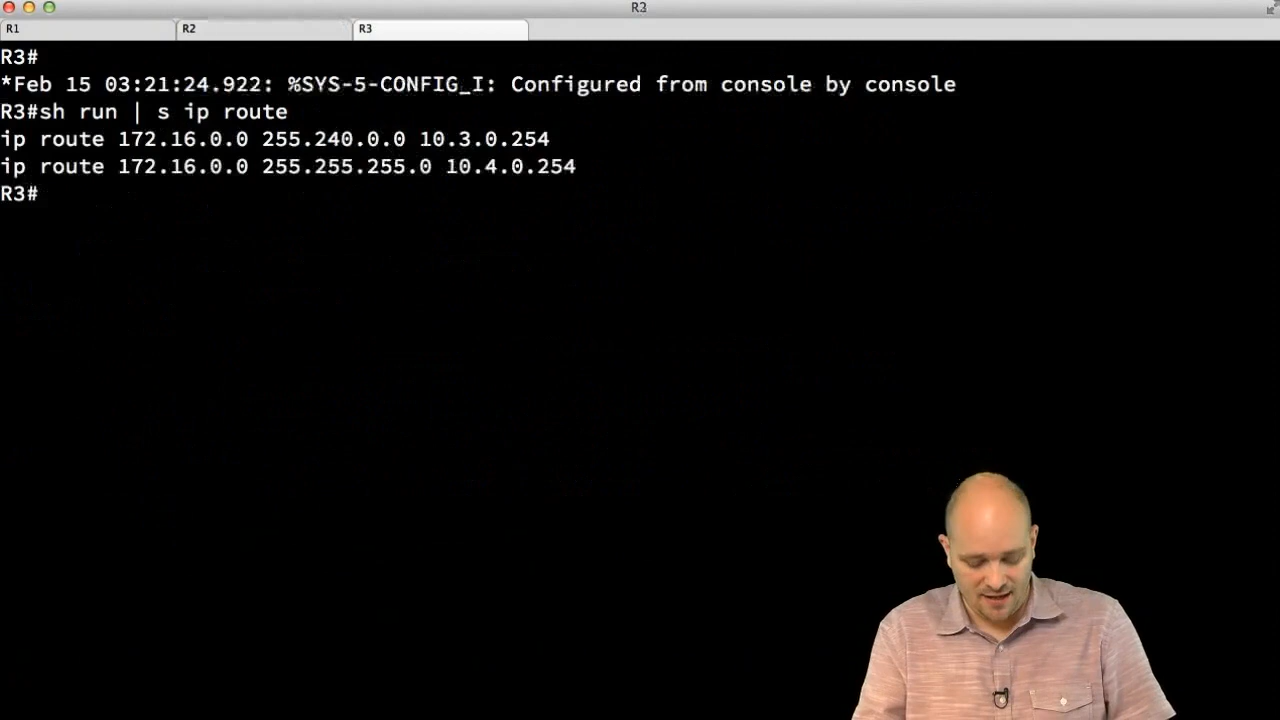 R3
R1
R2
R3
R3#
*Feb 15 03:21:24.922: %SYS-5-CONFIG_I: Configured from console by console
R3#sh run | s ip route
ip route 172.16.0.0 255.240.0.0 10.3.0.254
ip route 172.16.0.0 255.255.255.0 10.4.0.254
R3#